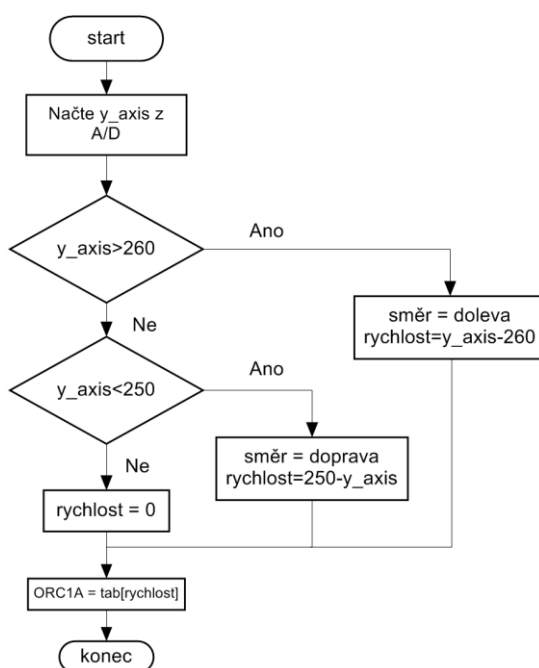 start
Načte y_axis z
A/D
y_axis>260
Ano
směr = doleva
rychlost=y_axis-260
Ne
y_axis<250
Ano
směr = doprava
rychlost=250-y_axis
Ne
rychlost = 0
ORC1A = tab[rychlost]
konec